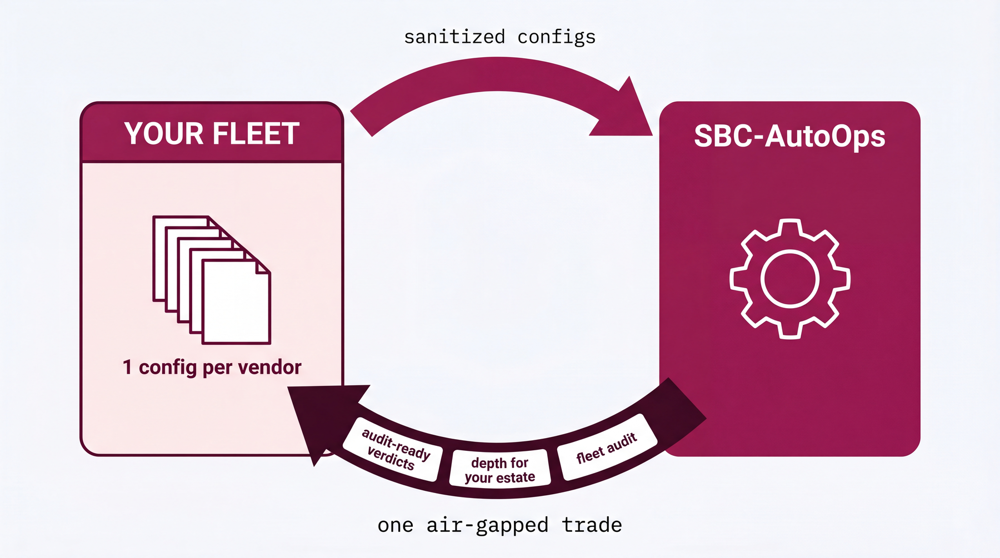 sanitized configs
YOUR FLEET
SBC-AutoOps
1 config per vendor
audit-ready
verdicts
depth for
your estate
fleet audit
one air-gapped trade